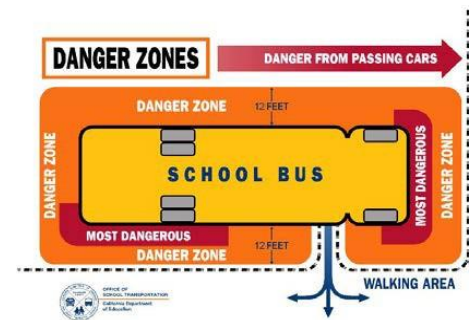 DANGER ZONES
DANGER FROM PASSING CARS
DANGER ZONE
12 FEET
DANGER ZONE
SCHOOL BUS
MOST DANGEROUS
DANGER ZONE
MOST DANGEROUS
12 FEET
DANGER ZONE
WALKING AREA
OFFICE OF
SCHOOL TRANSPORTATION
California Department
of Education